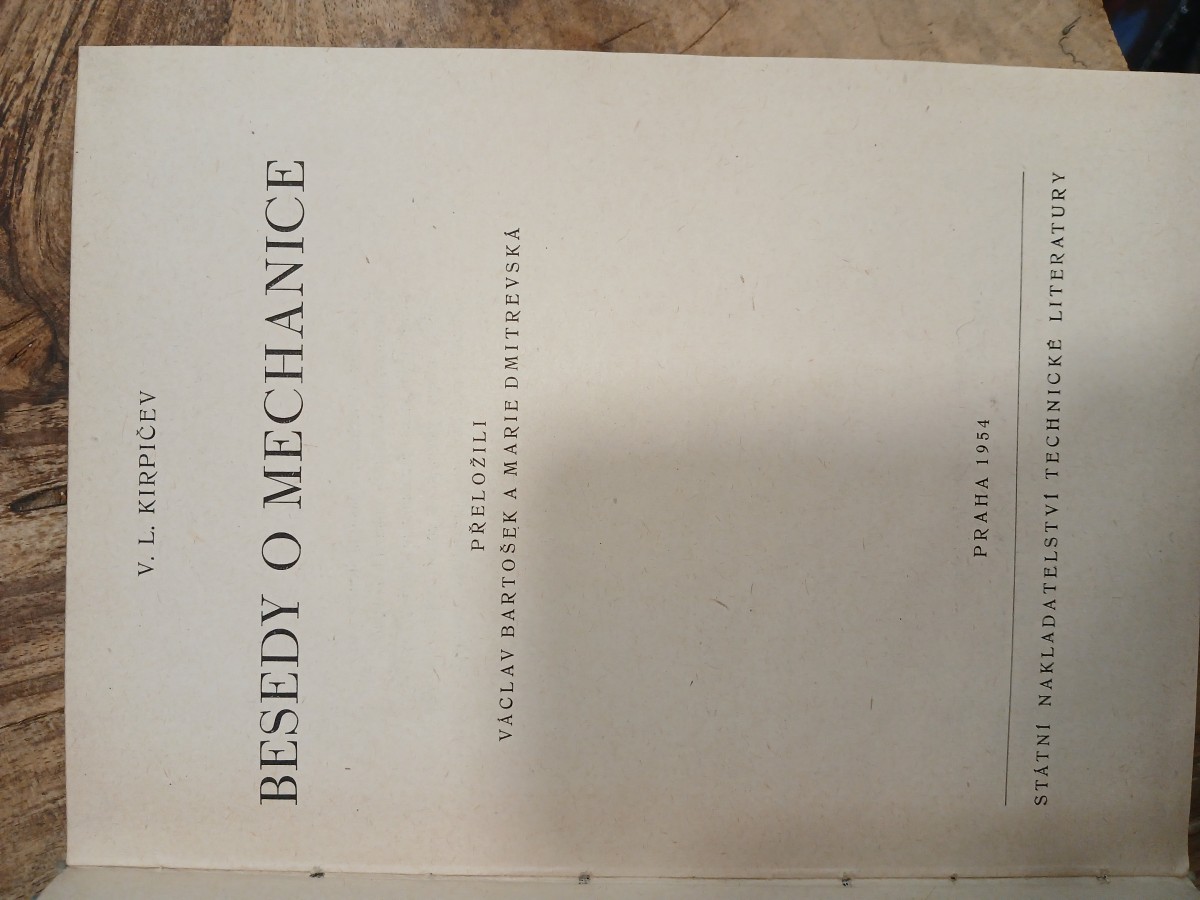 V. L. KIRPIČEV
BESEDY O MECHANICE
PŘELOŽILI
VÁCLAV BARTOŠEK A MARIE DMITREVSKÁ
PRAHA 1954
STÁTNÍ NAKLADATELSTVÍ TECHNICKÉ LITERATURY